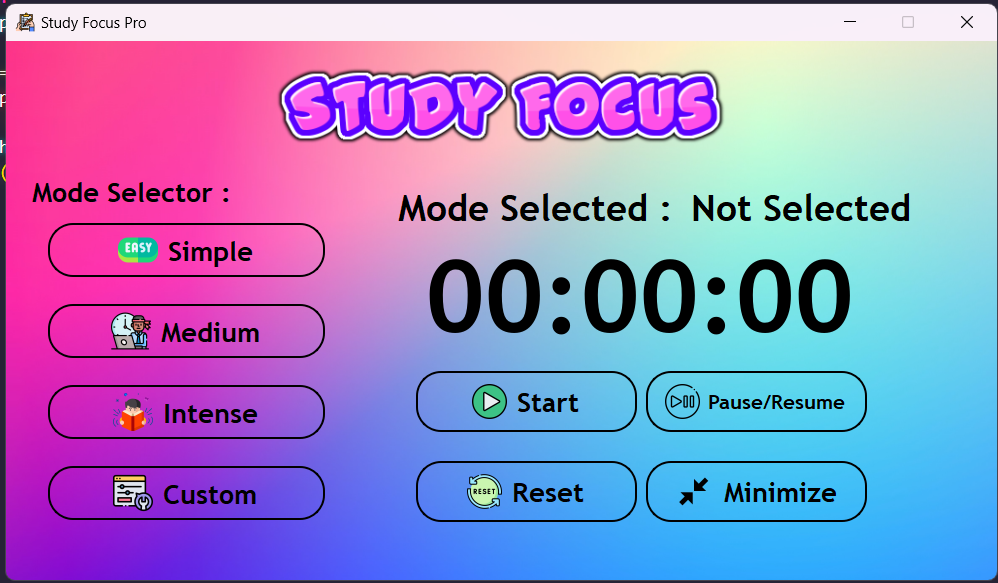 Study Focus Pro
STUDY FOCUS
Mode Selector :
EASY Simple
Medium
Intense
Custom
Mode Selected : Not Selected
00:00:00
Start
Pause/Resume
RESET Reset
Minimize